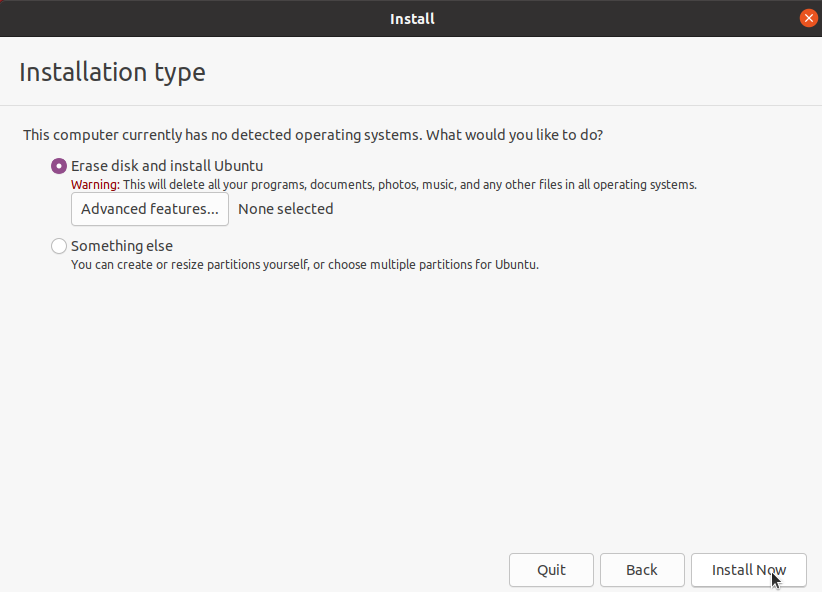 Install
Installation type
This computer currently has no detected operating systems. What would you like to do?
Erase disk and install Ubuntu
Warning: This will delete all your programs, documents, photos, music, and any other files in all operating systems.
Advanced features... None selected
Something else
You can create or resize partitions yourself, or choose multiple partitions for Ubuntu.
Quit Back Install Now